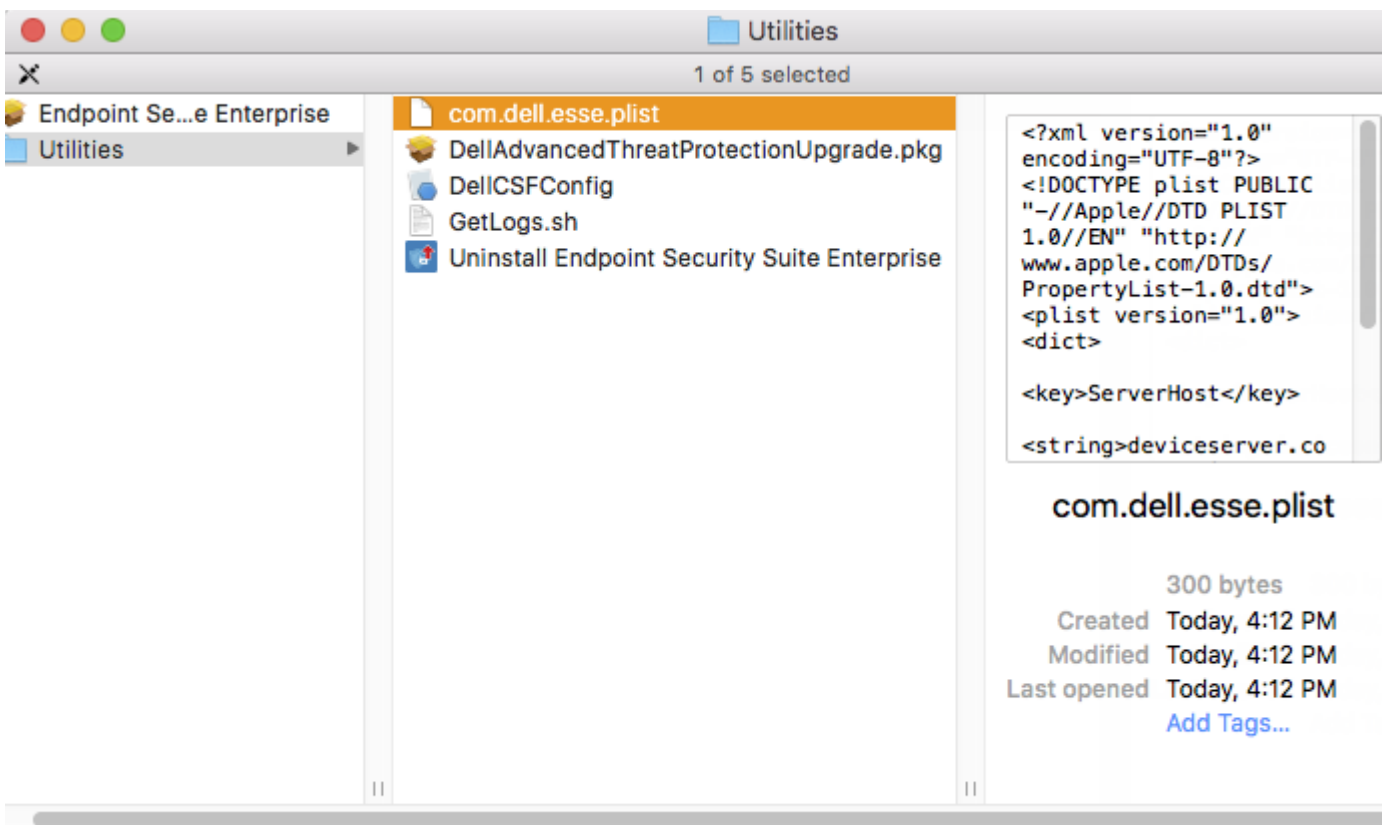 Utilities
1 of 5 selected
Endpoint Se...e Enterprise
Utilities
com.dell.esse.plist
DellAdvancedThreatProtectionUpgrade.pkg
DellCSFConfig
GetLogs.sh
Uninstall Endpoint Security Suite Enterprise
<?xml version="1.0"
encoding="UTF-8"?>
<!DOCTYPE plist PUBLIC
"-//Apple//DTD PLIST
1.0//EN" "http://
www.apple.com/DTDs/
PropertyList-1.0.dtd">
<plist version="1.0">
<dict>
<key>ServerHost</key>
<string>deviceserver.co
com.dell.esse.plist
300 bytes
Created Today, 4:12 PM
Modified Today, 4:12 PM
Last opened Today, 4:12 PM
Add Tags...